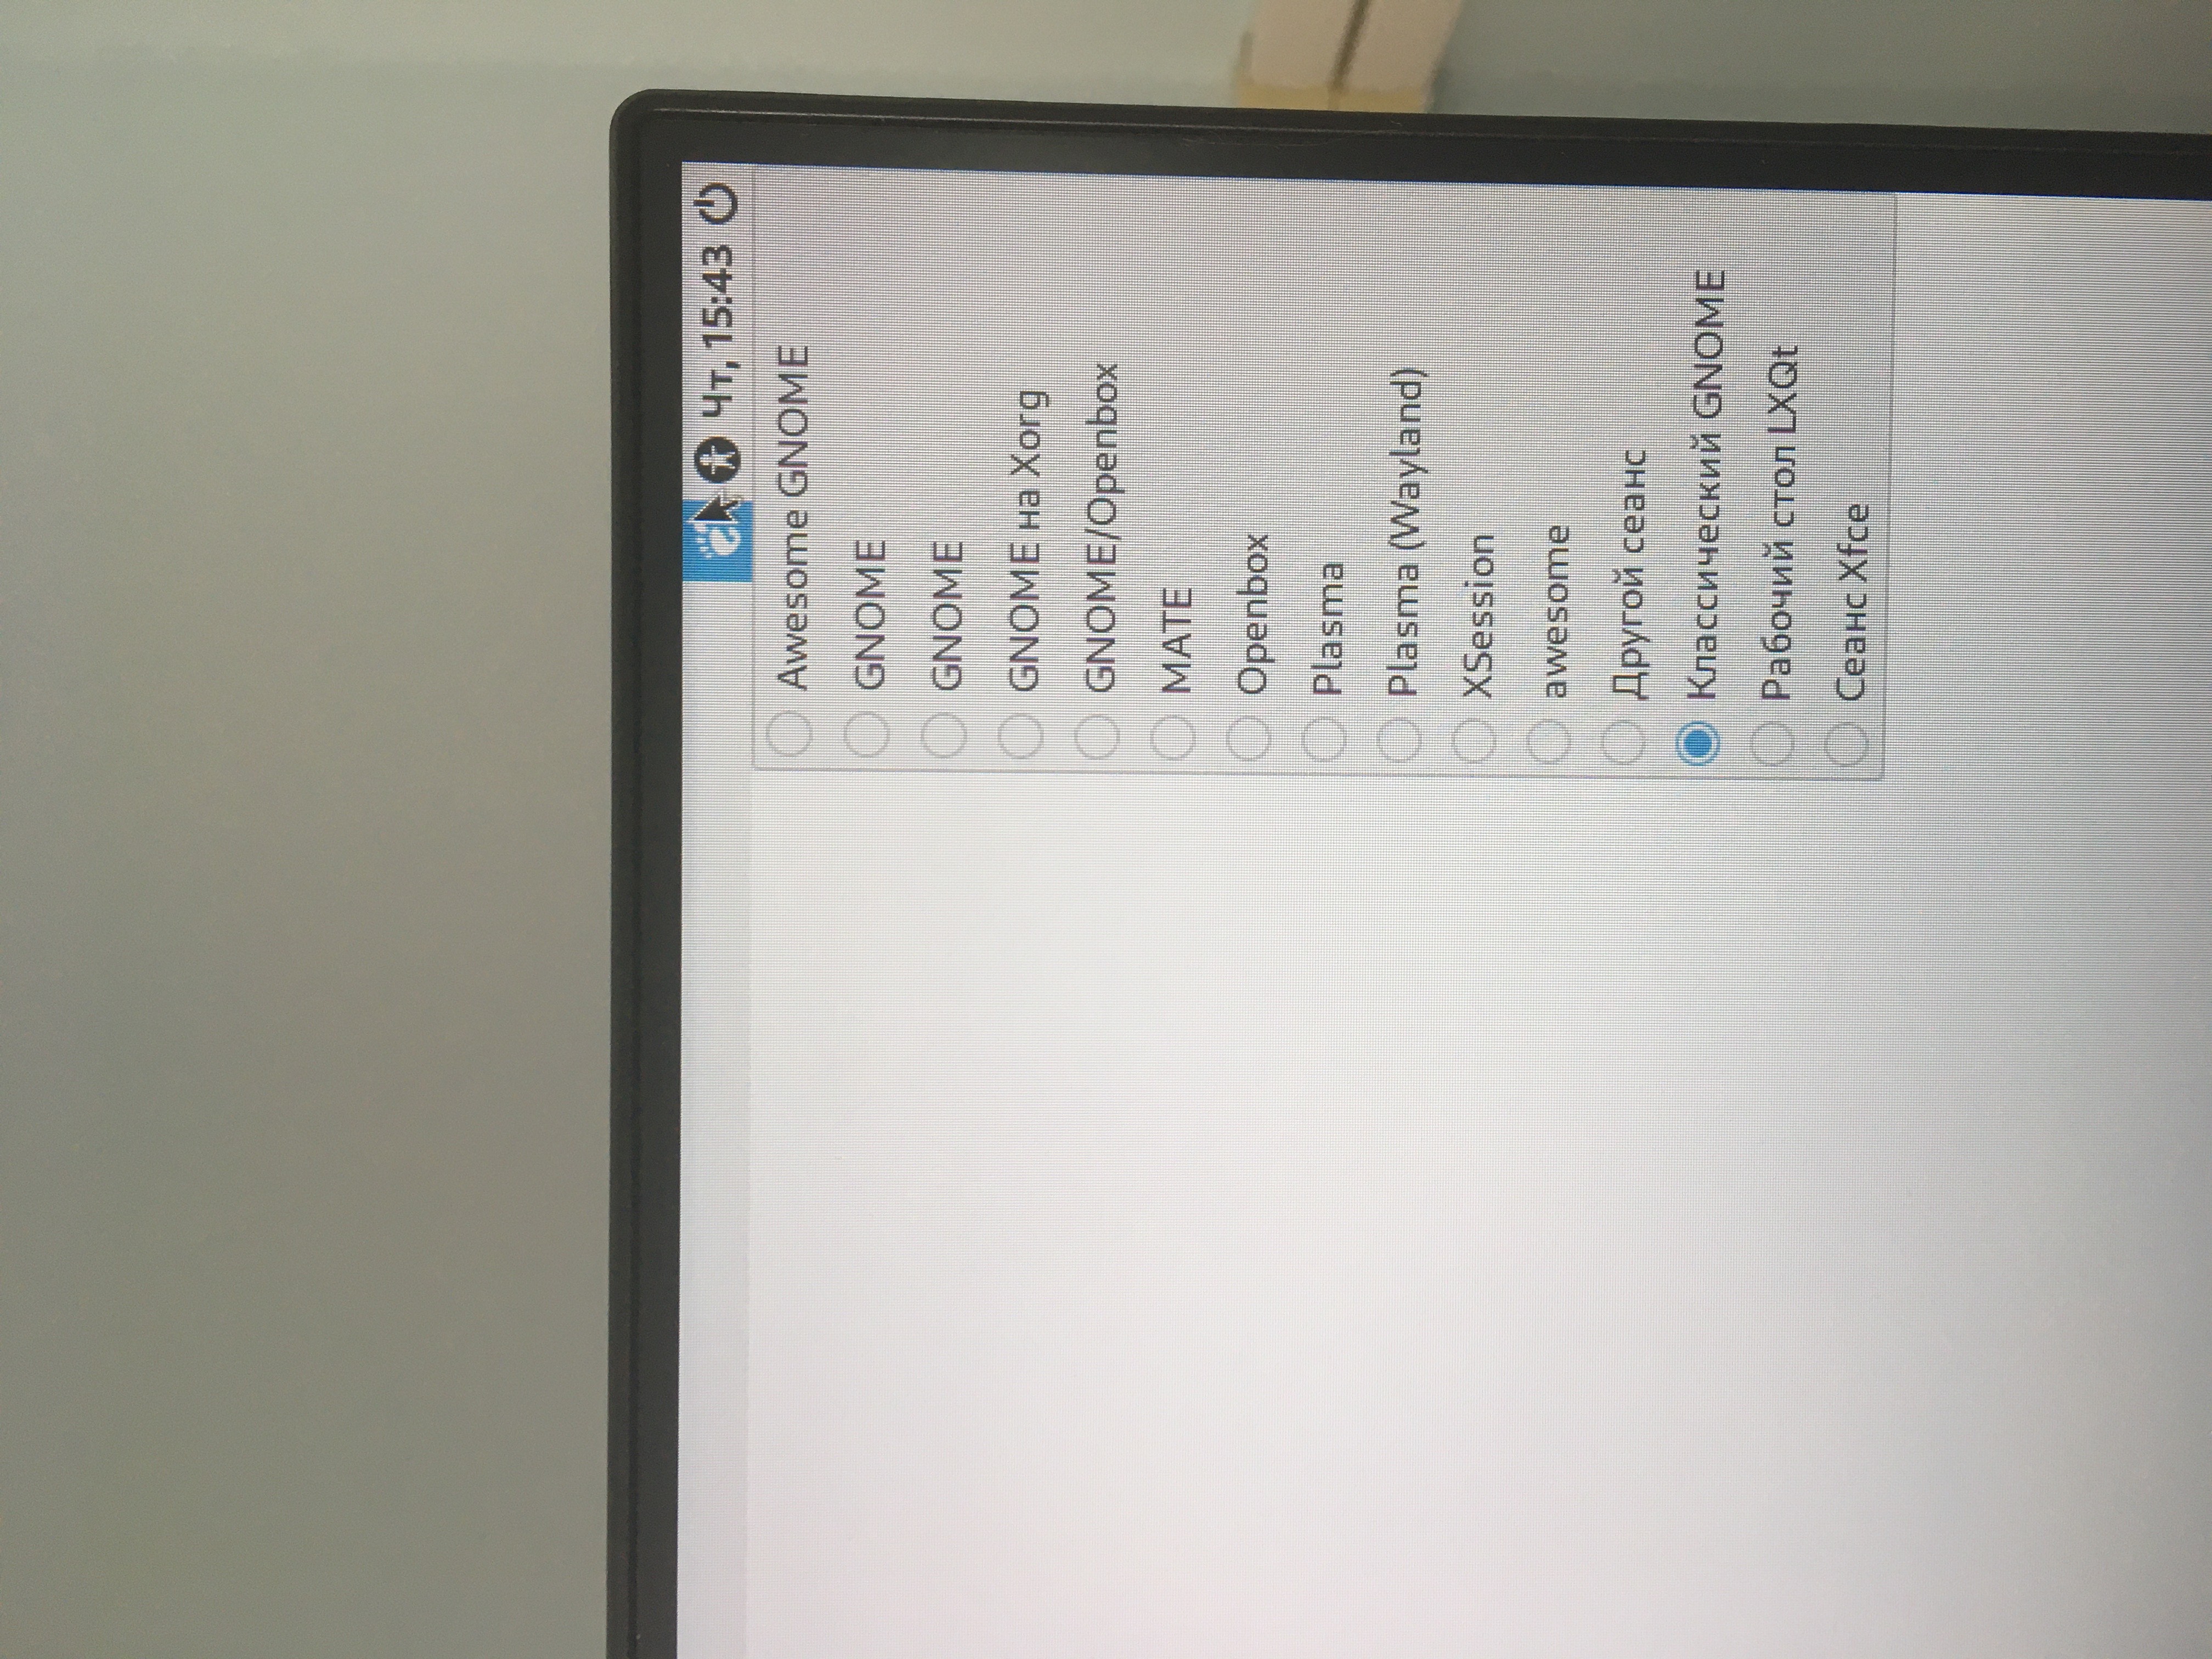 Чт, 15:43
Awesome GNOME
GNOME
GNOME
GNOME на Xorg
GNOME/Openbox
MATE
Openbox
Plasma
Plasma (Wayland)
XSession
awesome
Другой сеанс
Классический GNOME
Рабочий стол LXQt
Сеанс Xfce